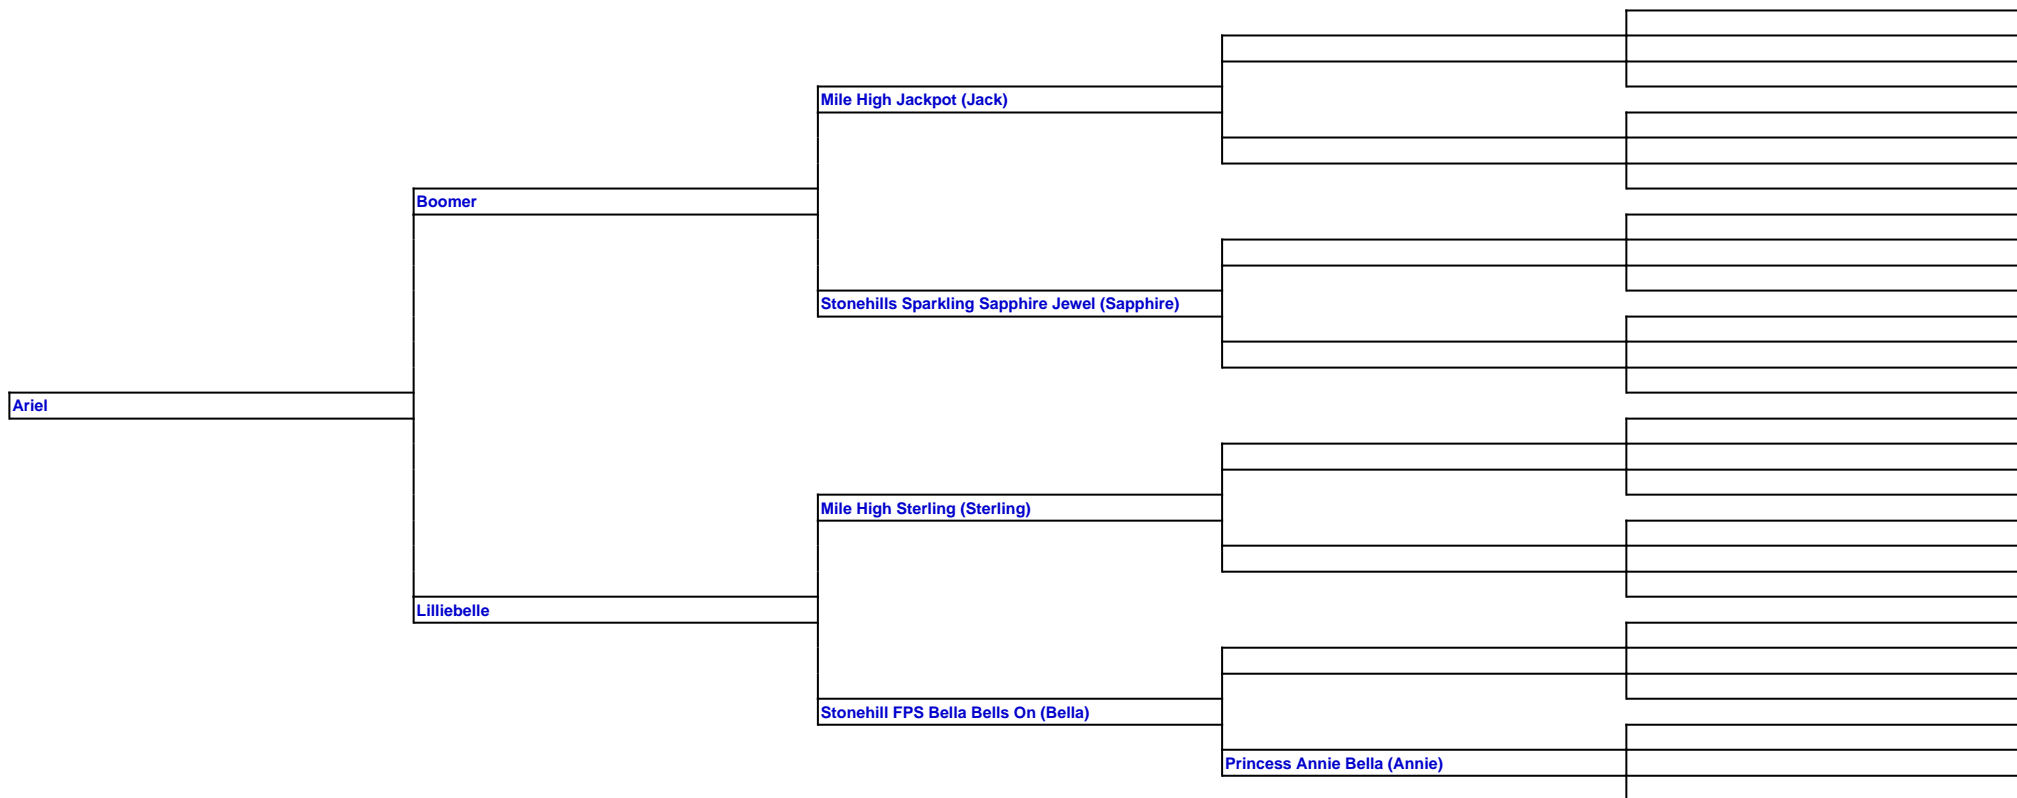 Mile High Jackpot (Jack)
Boomer
Stonehills Sparkling Sapphire Jewel (Sapphire)
Ariel
Mile High Sterling (Sterling)
Lilliebelle
Stonehill FPS Bella Bells On (Bella)
Princess Annie Bella (Annie)